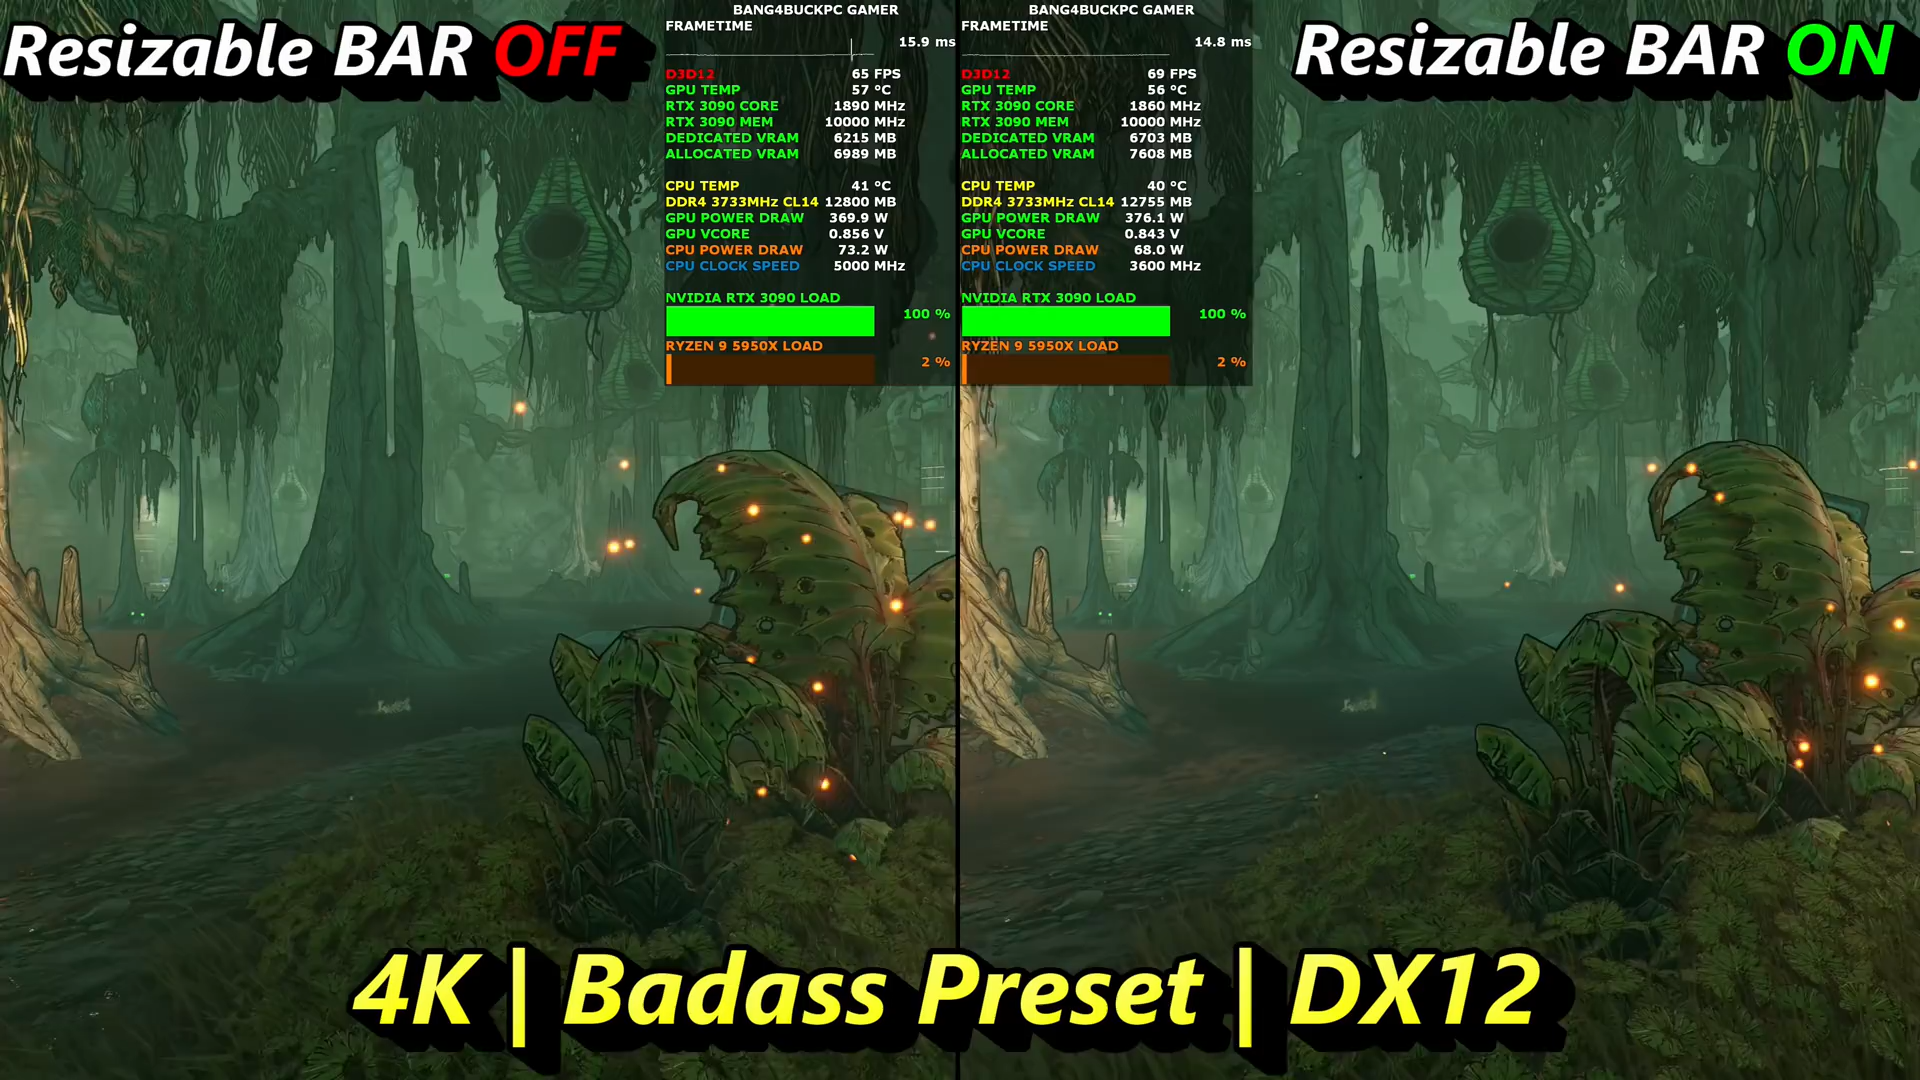 Resizable BAR OFF
BANG4BUCKPC GAMER
FRAMETIME
15.9 ms
D3D12 65 FPS
GPU TEMP 57 °C
RTX 3090 CORE 1890 MHz
RTX 3090 MEM 10000 MHz
DEDICATED VRAM 6215 MB
ALLOCATED VRAM 6989 MB
CPU TEMP 41 °C
DDR4 3733MHz CL14 12800 MB
GPU POWER DRAW 369.9 W
GPU VCORE 0.856 V
CPU POWER DRAW 73.2 W
CPU CLOCK SPEED 5000 MHz
NVIDIA RTX 3090 LOAD
100 %
RYZEN 9 5950X LOAD
2 %
BANG4BUCKPC GAMER
FRAMETIME
14.8 ms
D3D12 69 FPS
GPU TEMP 56 °C
RTX 3090 CORE 1860 MHz
RTX 3090 MEM 10000 MHz
DEDICATED VRAM 6703 MB
ALLOCATED VRAM 7608 MB
CPU TEMP 40 °C
DDR4 3733MHz CL14 12755 MB
GPU POWER DRAW 376.1 W
GPU VCORE 0.843 V
CPU POWER DRAW 68.0 W
CPU CLOCK SPEED 3600 MHz
NVIDIA RTX 3090 LOAD
100 %
RYZEN 9 5950X LOAD
2 %
Resizable BAR ON
4K | Badass Preset | DX12